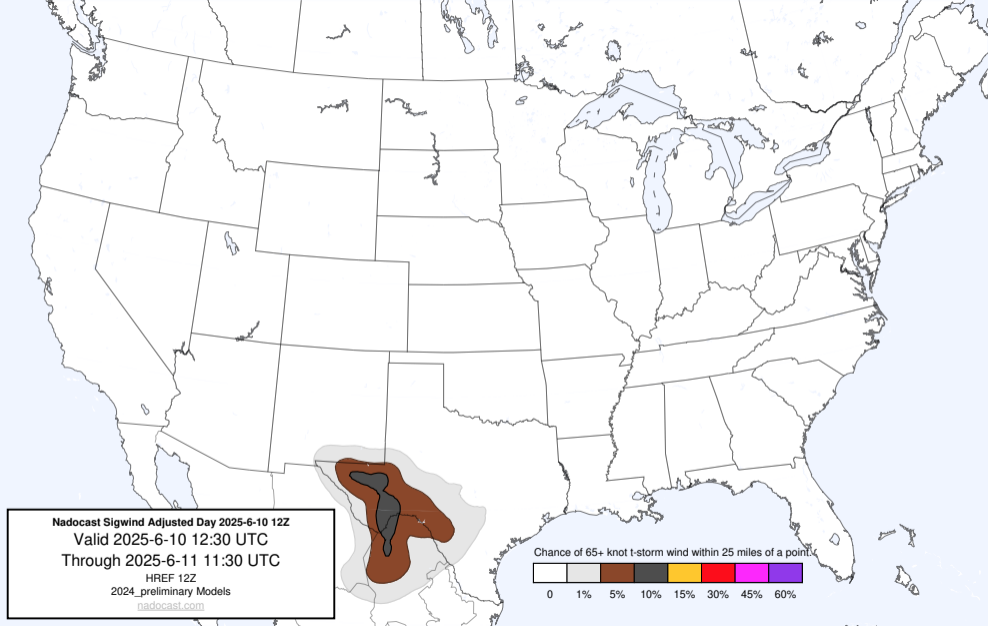 Nadocast Sigwind Adjusted Day 2025-6-10 12Z
Valid 2025-6-10 12:30 UTC
Through 2025-6-11 11:30 UTC
HREF 12Z
2024_preliminary Models
nadocast.com
Chance of 65+ knot t-storm wind within 25 miles of a point.
0 1% 5% 10% 15% 30% 45% 60%